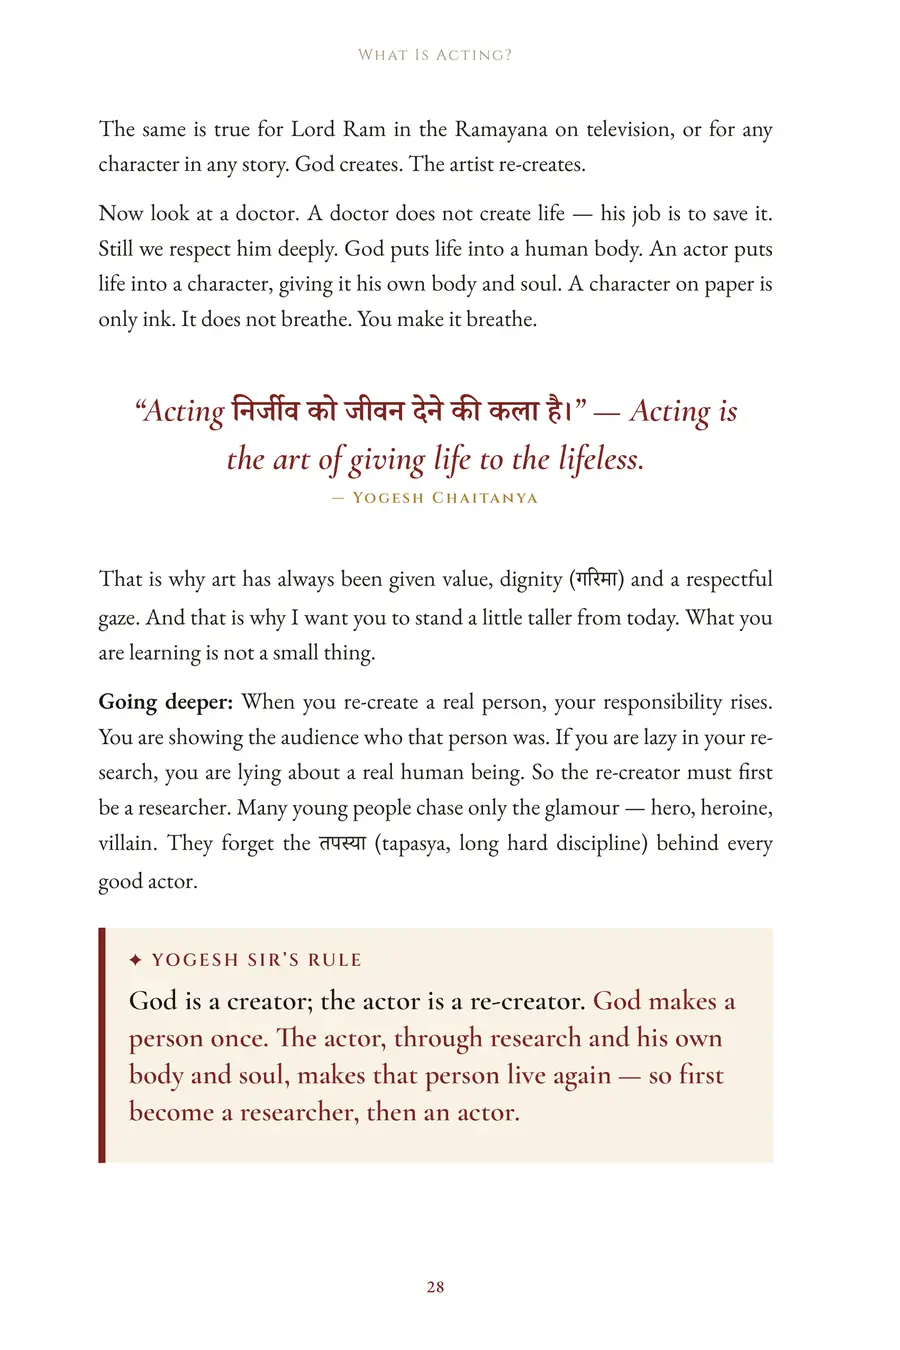 What Is Acting?
The same is true for Lord Ram in the Ramayana on television, or for any
character in any story. God creates. The artist re-creates.
Now look at a doctor. A doctor does not create life — his job is to save it.
Still we respect him deeply. God puts life into a human body. An actor puts
life into a character, giving it his own body and soul. A character on paper is
only ink. It does not breathe. You make it breathe.
“Acting निर्जीव को जीवन देने की कला है।” — Acting is
the art of giving life to the lifeless.
— Yogesh Chaitanya
That is why art has always been given value, dignity (गरिमा) and a respectful
gaze. And that is why I want you to stand a little taller from today. What you
are learning is not a small thing.
Going deeper: When you re-create a real person, your responsibility rises.
You are showing the audience who that person was. If you are lazy in your re-
search, you are lying about a real human being. So the re-creator must first
be a researcher. Many young people chase only the glamour — hero, heroine,
villain. They forget the तपस्या (tapasya, long hard discipline) behind every
good actor.
✦ YOGESH SIR'S RULE
God is a creator; the actor is a re-creator. God makes a
person once. The actor, through research and his own
body and soul, makes that person live again — so first
become a researcher, then an actor.
28